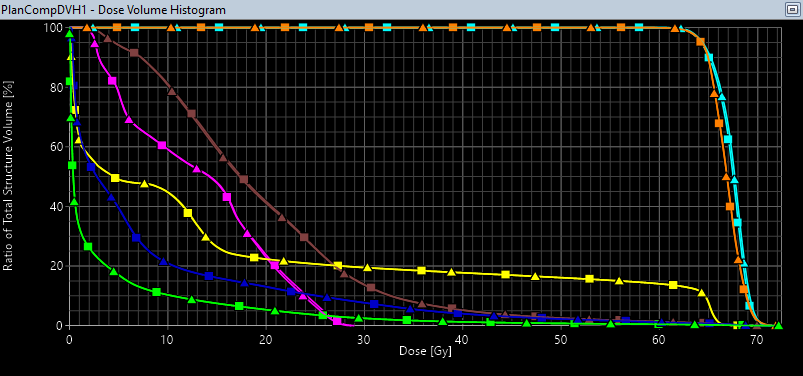 PlanCompDVH1 - Dose Volume Histogram
Ratio of Total Structure Volume [%]
100
80
60
40
20
0
0 10 20 30 40 50 60 70
Dose [Gy]